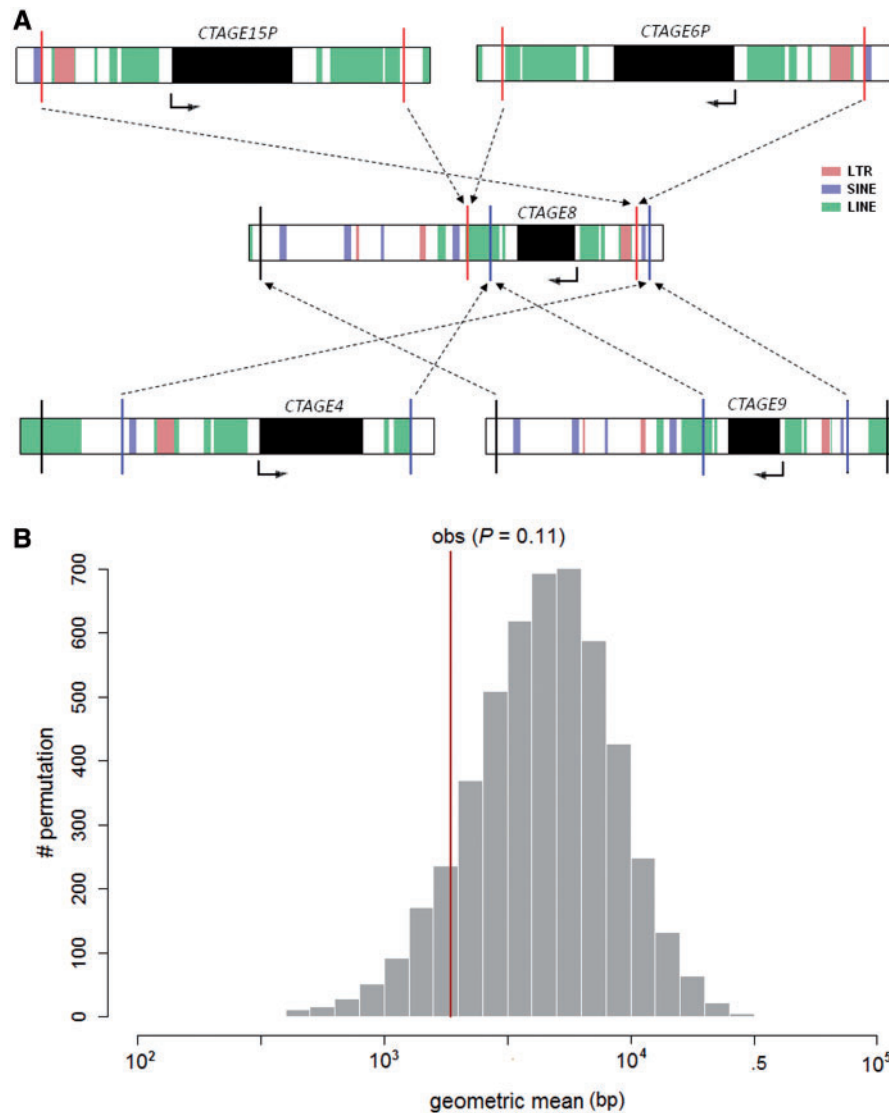 A
CTAGE15P
CTAGE6P
LTR
SINE
LINE
CTAGE8
CTAGE4
CTAGE9
B
obs (P = 0.11)
# permutation
700
600
500
400
300
200
100
0
10² 10³ 10⁴ .5 10⁵
geometric mean (bp)